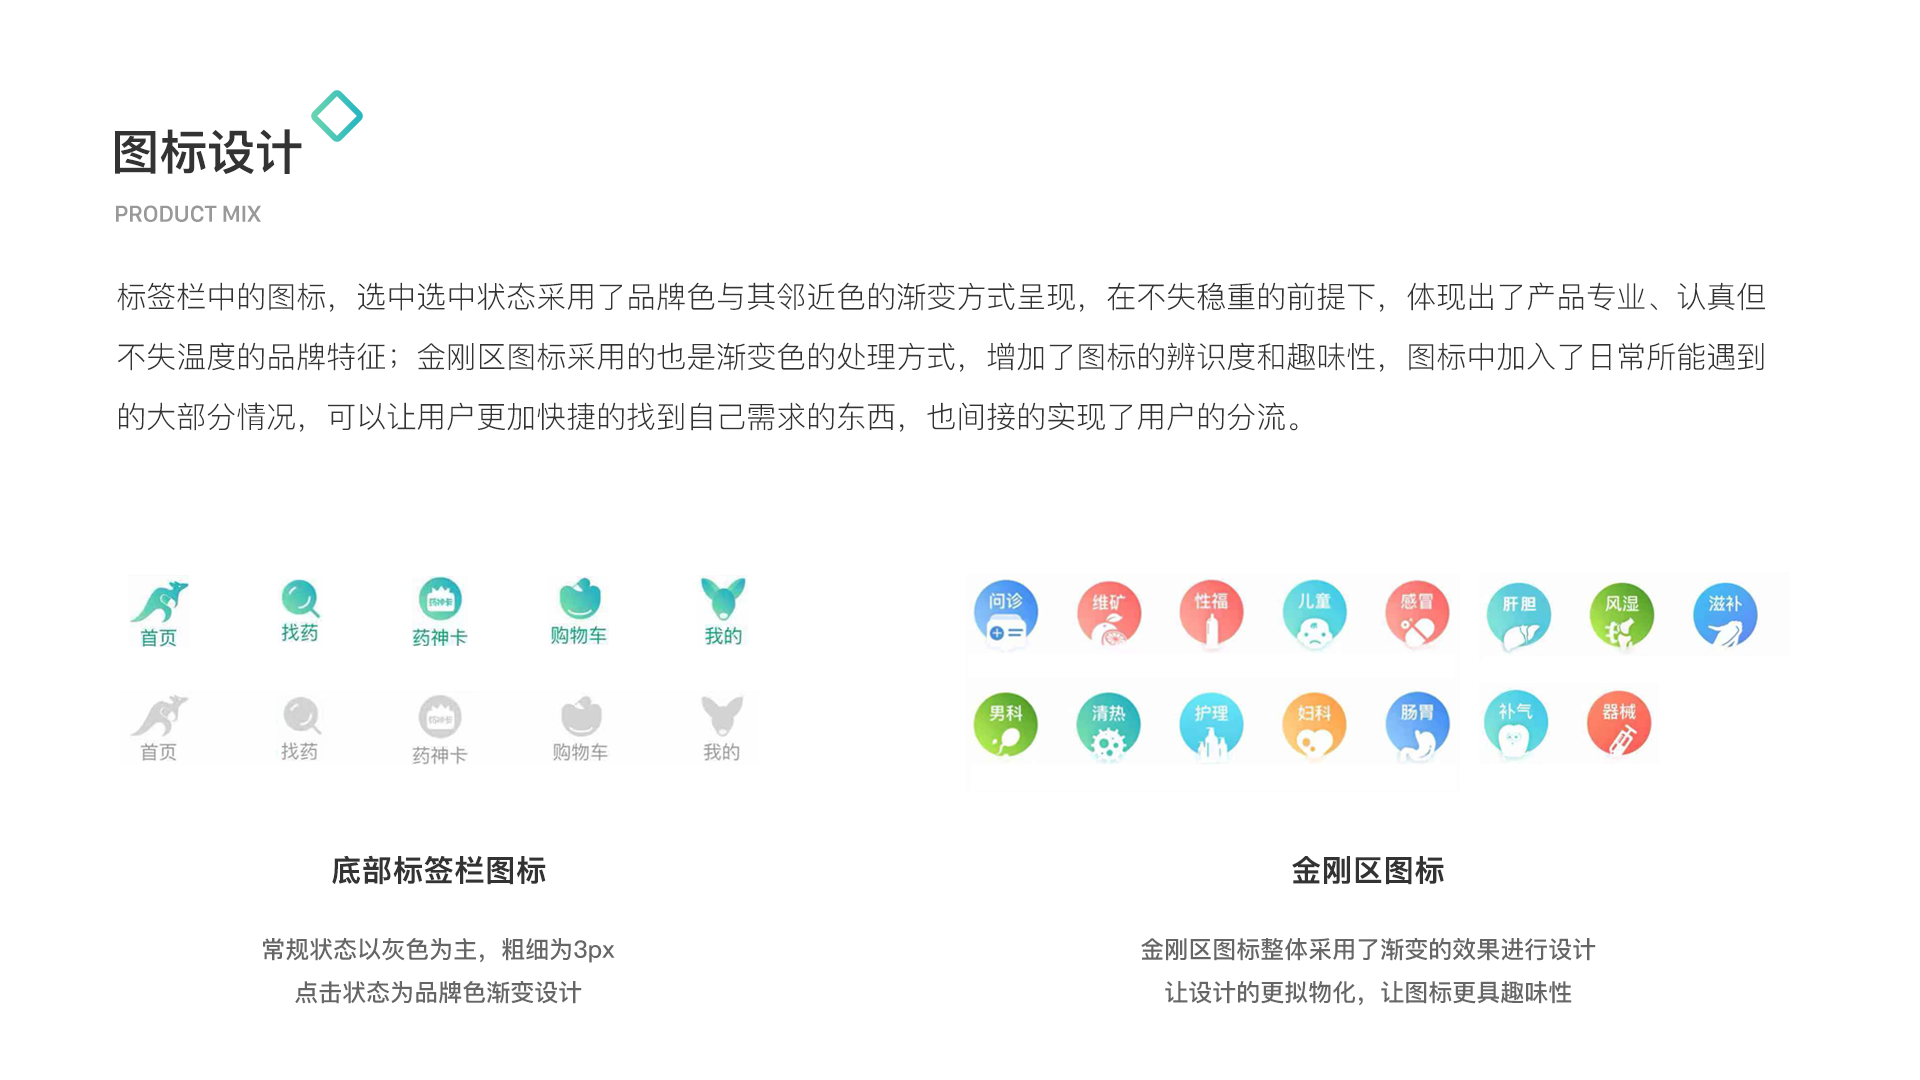 图标设计
PRODUCT MIX
标签栏中的图标，选中选中状态采用了品牌色与其邻近色的渐变方式呈现，在不失稳重的前提下，体现出了产品专业、认真但
不失温度的品牌特征；金刚区图标采用的也是渐变色的处理方式，增加了图标的辨识度和趣味性，图标中加入了日常所能遇到
的大部分情况，可以让用户更加快捷的找到自己需求的东西，也间接的实现了用户的分流。
药神卡
首页 找药 药神卡 购物车 我的
药神卡
首页 找药 药神卡 购物车 我的
问诊 维矿 性福 儿童 感冒 肝胆 风湿 滋补
男科 清热 护理 妇科 肠胃 补气 器械
底部标签栏图标
常规状态以灰色为主，粗细为3px
点击状态为品牌色渐变设计
金刚区图标
金刚区图标整体采用了渐变的效果进行设计
让设计的更拟物化，让图标更具趣味性